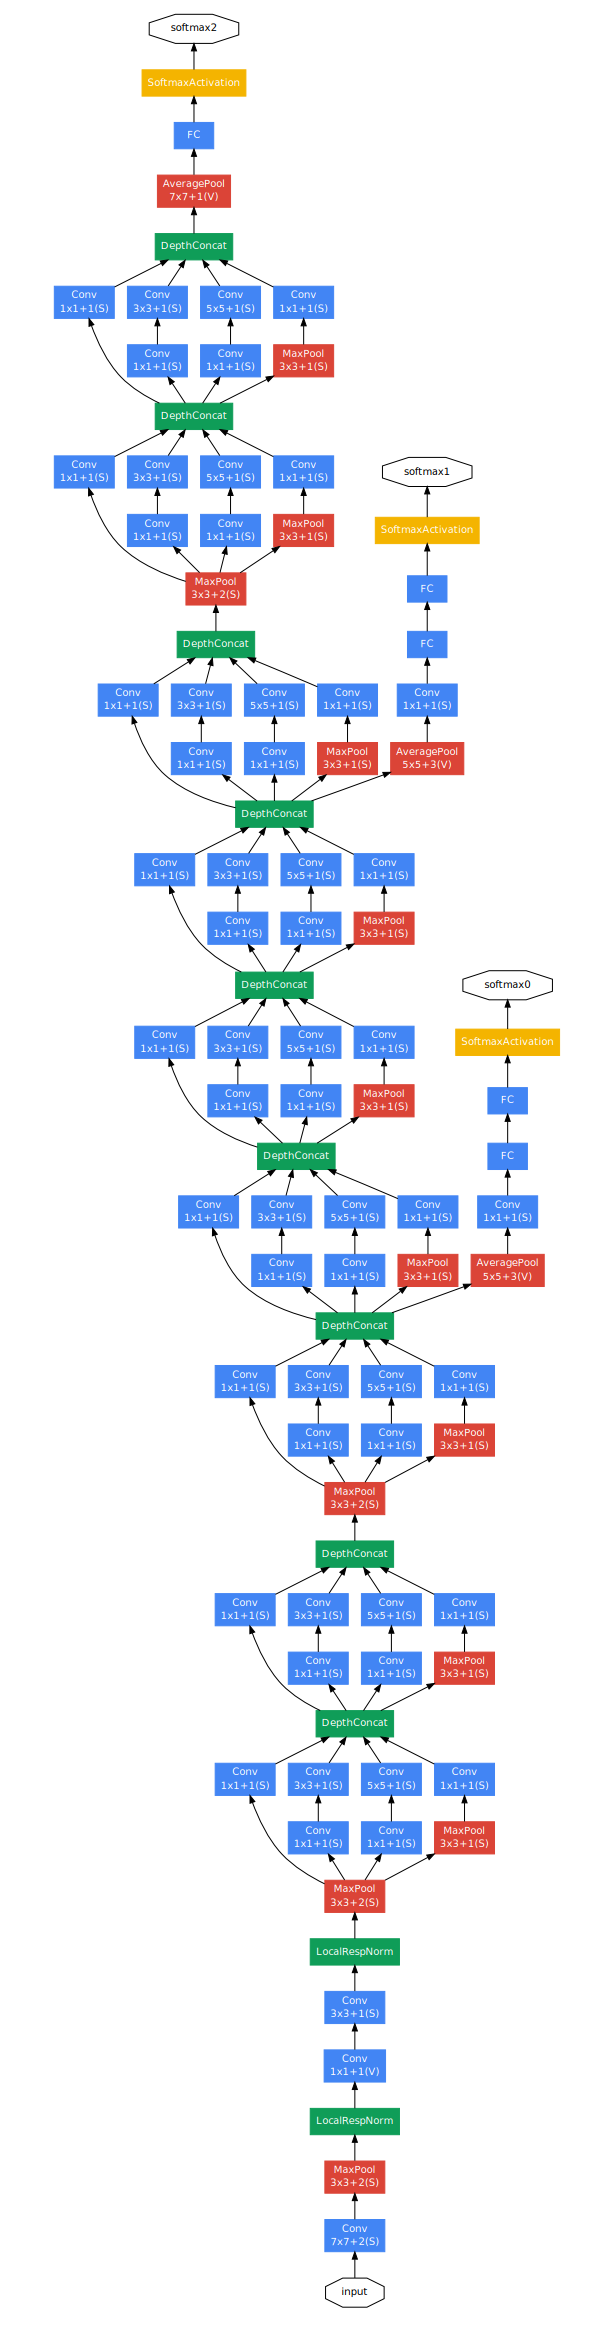 softmax2
SoftmaxActivation
FC
AveragePool
7x7+1(V)
DepthConcat
Conv
1x1+1(S)
Conv
3x3+1(S)
Conv
5x5+1(S)
Conv
1x1+1(S)
Conv
1x1+1(S)
Conv
1x1+1(S)
MaxPool
3x3+1(S)
DepthConcat
Conv
1x1+1(S)
Conv
3x3+1(S)
Conv
5x5+1(S)
Conv
1x1+1(S)
softmax1
Conv
1x1+1(S)
Conv
1x1+1(S)
MaxPool
3x3+1(S)
SoftmaxActivation
MaxPool
3x3+2(S)
FC
DepthConcat
FC
Conv
1x1+1(S)
Conv
3x3+1(S)
Conv
5x5+1(S)
Conv
1x1+1(S)
Conv
1x1+1(S)
Conv
1x1+1(S)
Conv
1x1+1(S)
MaxPool
3x3+1(S)
AveragePool
5x5+3(V)
DepthConcat
Conv
1x1+1(S)
Conv
3x3+1(S)
Conv
5x5+1(S)
Conv
1x1+1(S)
Conv
1x1+1(S)
Conv
1x1+1(S)
MaxPool
3x3+1(S)
DepthConcat
softmax0
Conv
1x1+1(S)
Conv
3x3+1(S)
Conv
5x5+1(S)
Conv
1x1+1(S)
SoftmaxActivation
Conv
1x1+1(S)
Conv
1x1+1(S)
MaxPool
3x3+1(S)
FC
DepthConcat
FC
Conv
1x1+1(S)
Conv
3x3+1(S)
Conv
5x5+1(S)
Conv
1x1+1(S)
Conv
1x1+1(S)
Conv
1x1+1(S)
Conv
1x1+1(S)
MaxPool
3x3+1(S)
AveragePool
5x5+3(V)
DepthConcat
Conv
1x1+1(S)
Conv
3x3+1(S)
Conv
5x5+1(S)
Conv
1x1+1(S)
Conv
1x1+1(S)
Conv
1x1+1(S)
MaxPool
3x3+1(S)
MaxPool
3x3+2(S)
DepthConcat
Conv
1x1+1(S)
Conv
3x3+1(S)
Conv
5x5+1(S)
Conv
1x1+1(S)
Conv
1x1+1(S)
Conv
1x1+1(S)
MaxPool
3x3+1(S)
DepthConcat
Conv
1x1+1(S)
Conv
3x3+1(S)
Conv
5x5+1(S)
Conv
1x1+1(S)
Conv
1x1+1(S)
Conv
1x1+1(S)
MaxPool
3x3+1(S)
MaxPool
3x3+2(S)
LocalRespNorm
Conv
3x3+1(S)
Conv
1x1+1(V)
LocalRespNorm
MaxPool
3x3+2(S)
Conv
7x7+2(S)
input